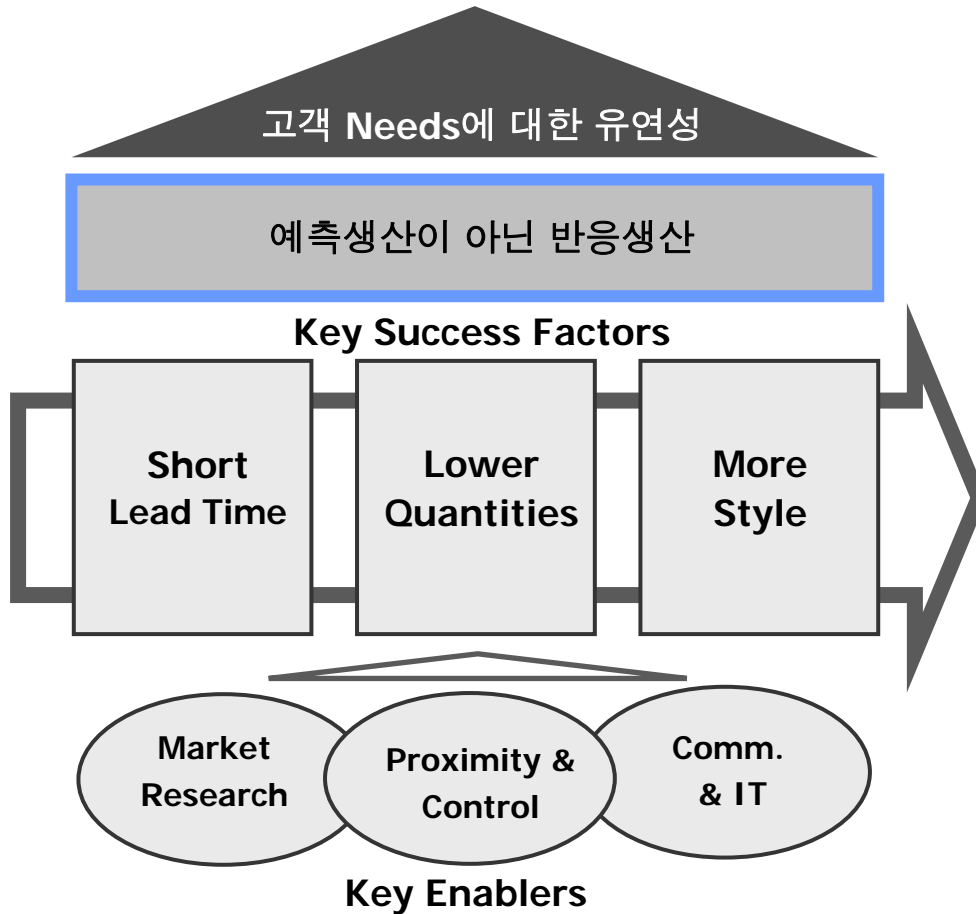 고객 Needs에 대한 유연성
예측생산이 아닌 반응생산
Key Success Factors
Short
Lead Time
Lower
Quantities
More
Style
Market
Research
Proximity &
Control
Comm.
& IT
Key Enablers